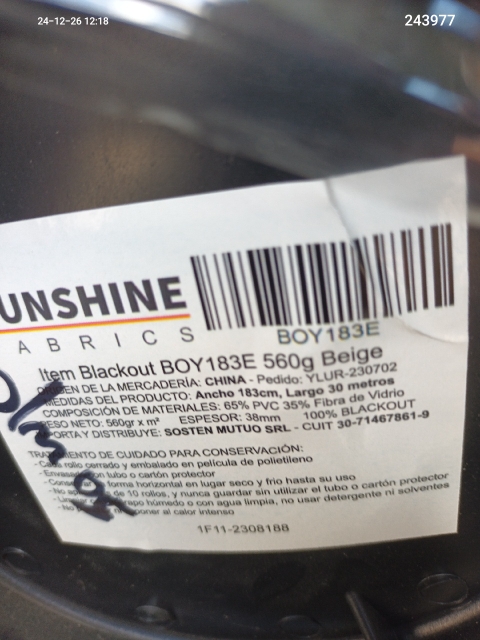 24-12-26 12:18
243977
UNSHINE
ABRICS
BOY183E
Item Blackout BOY183E 560g Beige
DE LA MERCADERÍA: CHINA - Pedido: YLUR-230702
MEDIDAS DEL PRODUCTO: Ancho 183cm, Largo 30 metros
COMPOSICIÓN DE MATERIALES: 65% PVC 35% Fibra de Vidrio
PESO NETO: 560gr x m² ESPESOR: 38mm 100% BLACKOUT
PORTA Y DISTRIBUYE: SOSTEN MUTUO SRL - CUIT 30-71467861-9
DE CUIDADO PARA CONSERVACIÓN:
- Cada rollo cerrado y embalado en película de polietileno
- tubo o cartón protector
- forma horizontal en lugar seco y frio hasta su uso
- No de 10 rollos, y nunca guardar sin utilizar el tubo o cartón protector
- trapo húmedo o con agua limpia, no usar detergente ni solventes
- No al calor intenso
1F11-2308188